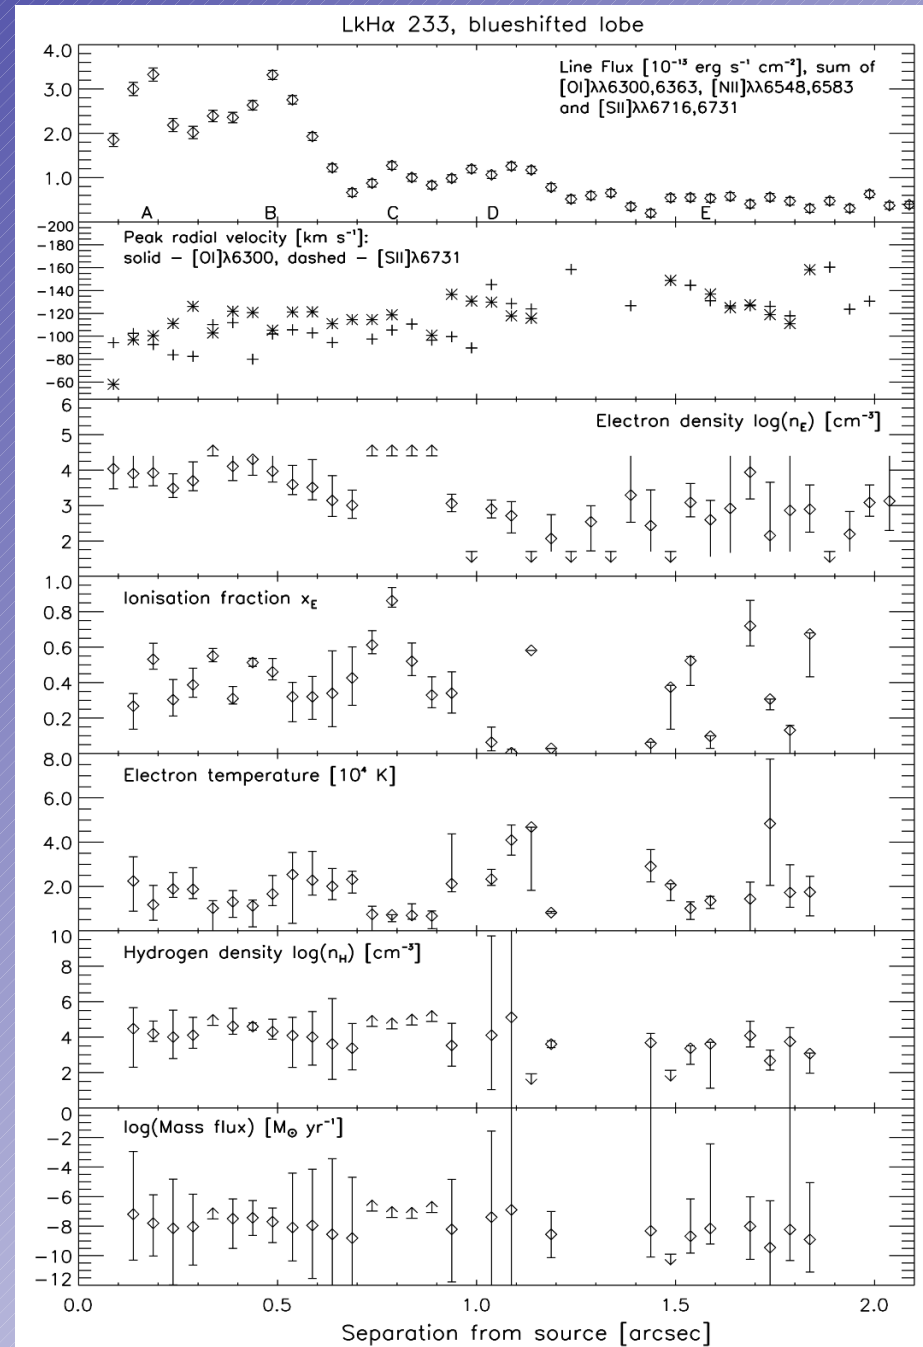 LkHα 233, blueshifted lobe
4.0
3.0
2.0
1.0
Line Flux [10⁻¹³ erg s⁻¹ cm⁻²], sum of
[OI]λλ6300,6363, [NII]λλ6548,6583
and [SII]λλ6716,6731
A B C D E
-200
-180
-160
-140
-120
-100
-80
-60
Peak radial velocity [km s⁻¹]:
solid – [OI]λ6300, dashed – [SII]λ6731
6
5
4
3
2
Electron density log(n_E) [cm⁻³]
1.0
0.8
0.6
0.4
0.2
Ionisation fraction x_E
8.0
6.0
4.0
2.0
Electron temperature [10⁴ K]
10
8
6
4
2
Hydrogen density log(n_H) [cm⁻³]
0
-2
-4
-6
-8
-10
-12
log(Mass flux) [M⊙ yr⁻¹]
0.0 0.5 1.0 1.5 2.0
Separation from source [arcsec]